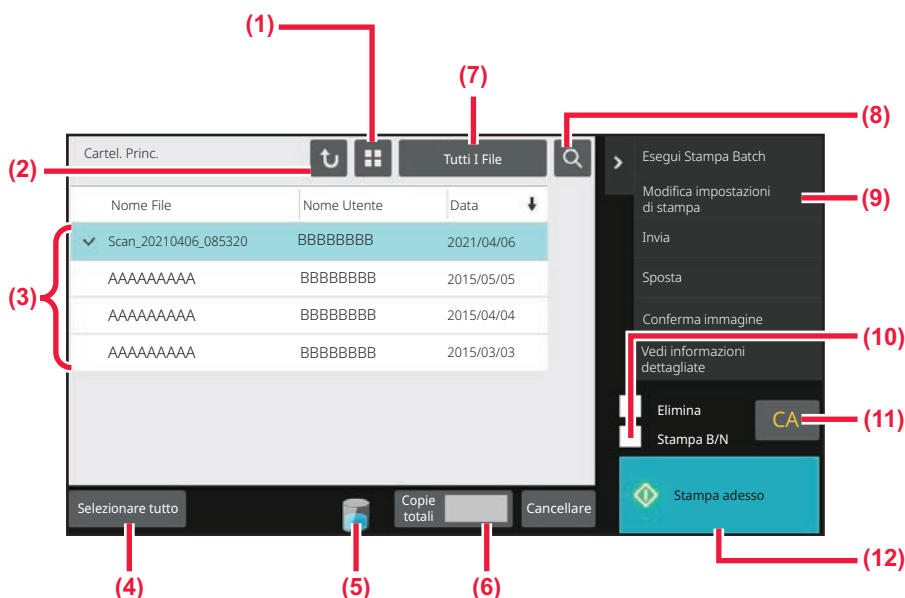 (1)
(7)
(8)
Cartel. Princ.
Tutti I File
Esegui Stampa Batch
(2)
Modifica impostazioni
di stampa
(9)
Nome File
Nome Utente
Data
Invia
Scan_20210406_085320
BBBBBBBB
2021/04/06
(3)
AAAAAAAAA
BBBBBBBB
2015/05/05
Sposta
AAAAAAAAA
BBBBBBBB
2015/04/04
Conferma immagine
(10)
AAAAAAAAA
BBBBBBBB
2015/03/03
Vedi informazioni
dettagliate
Elimina
CA
(11)
Stampa B/N
Selezionare tutto
Copie
totali
Cancellare
Stampa adesso
(12)
(4)
(5)
(6)